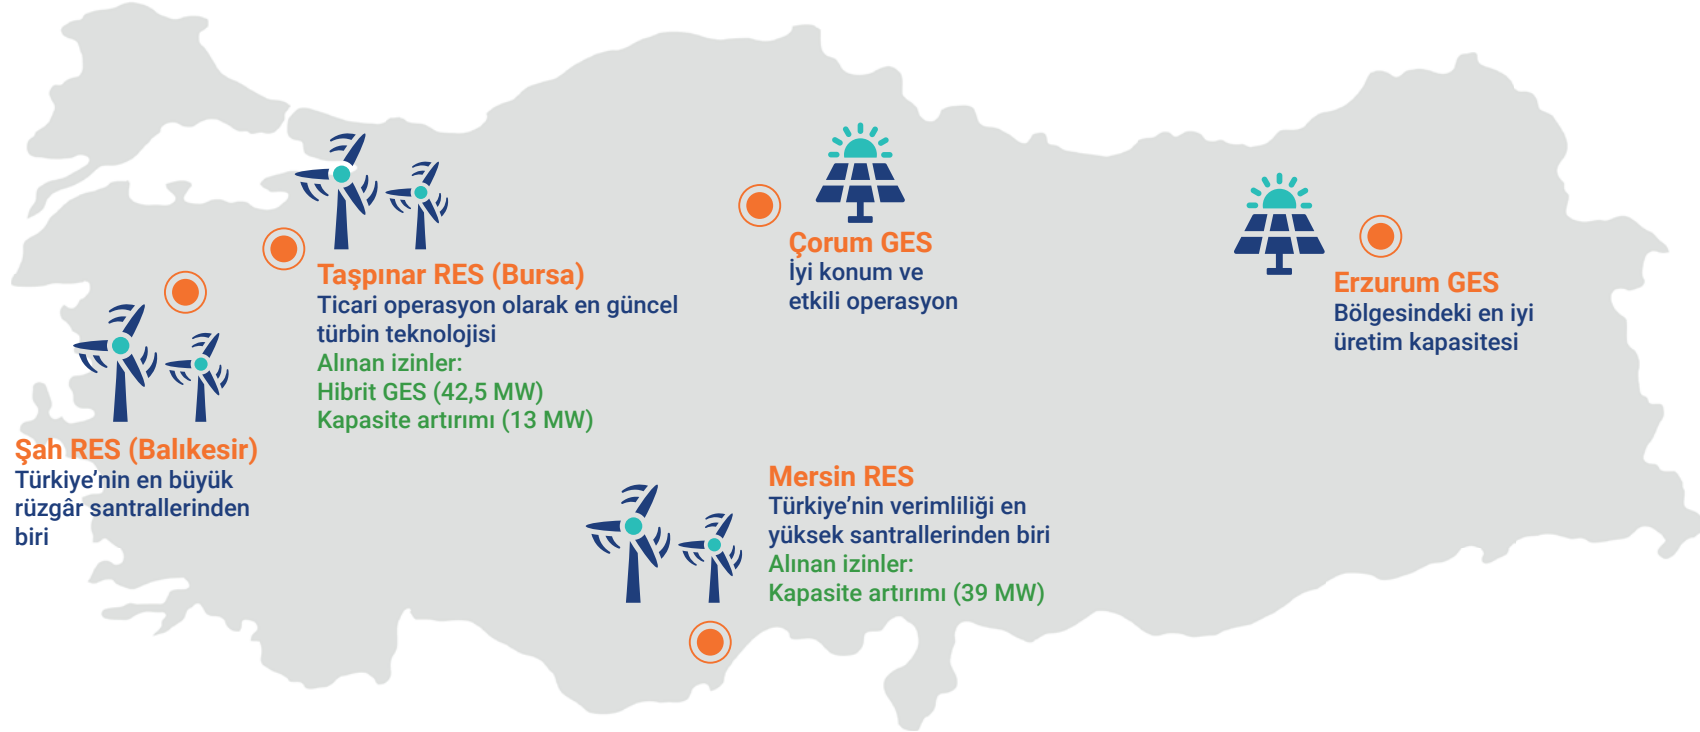 Taşpınar RES (Bursa)
Ticari operasyon olarak en güncel
türbin teknolojisi
Alınan izinler:
Hibrit GES (42,5 MW)
Kapasite artırımı (13 MW)
Çorum GES
İyi konum ve
etkili operasyon
Erzurum GES
Bölgesindeki en iyi
üretim kapasitesi
Şah RES (Balıkesir)
Türkiye’nin en büyük
rüzgâr santrallerinden
biri
Mersin RES
Türkiye’nin verimliliği en
yüksek santrallerinden biri
Alınan izinler:
Kapasite artırımı (39 MW)